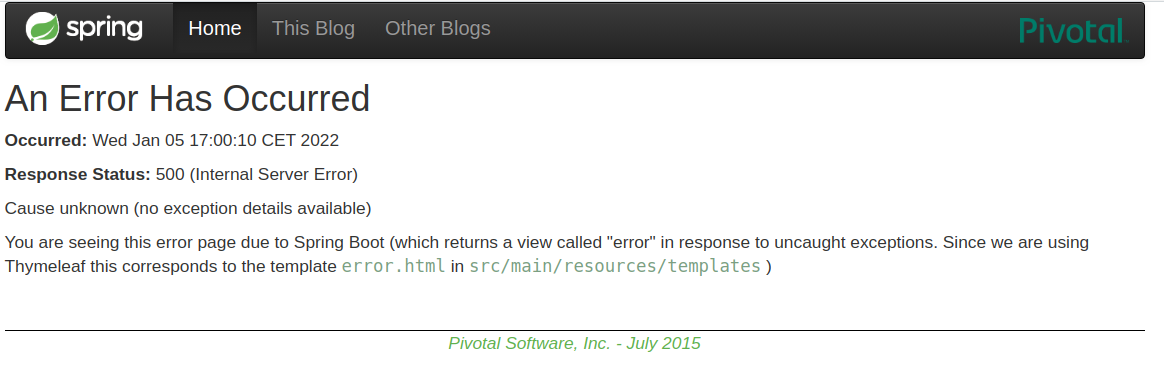 spring Home This Blog Other Blogs Pivotal™
An Error Has Occurred
Occurred: Wed Jan 05 17:00:10 CET 2022
Response Status: 500 (Internal Server Error)
Cause unknown (no exception details available)
You are seeing this error page due to Spring Boot (which returns a view called "error" in response to uncaught exceptions. Since we are using
Thymeleaf this corresponds to the template error.html in src/main/resources/templates )
Pivotal Software, Inc. - July 2015